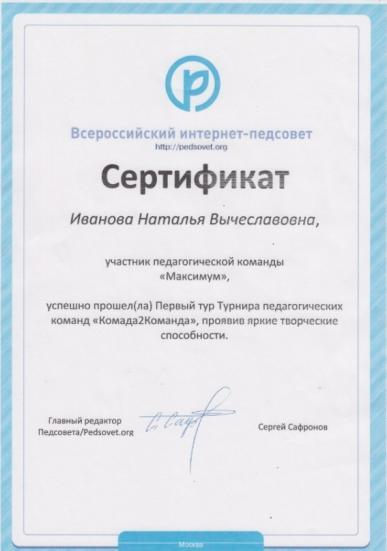 Всероссийский интернет-педсовет
http://pedsovet.org
Сертификат
Иванова Наталья Вычеславовна,
участник педагогической команды
«Максимум»,
успешно прошел(ла) Первый тур Турнира педагогических
команд «Комада2Команда», проявив яркие творческие
способности.
Главный редактор
Педсовета/Pedsovet.org
Сергей Сафронов
Москва